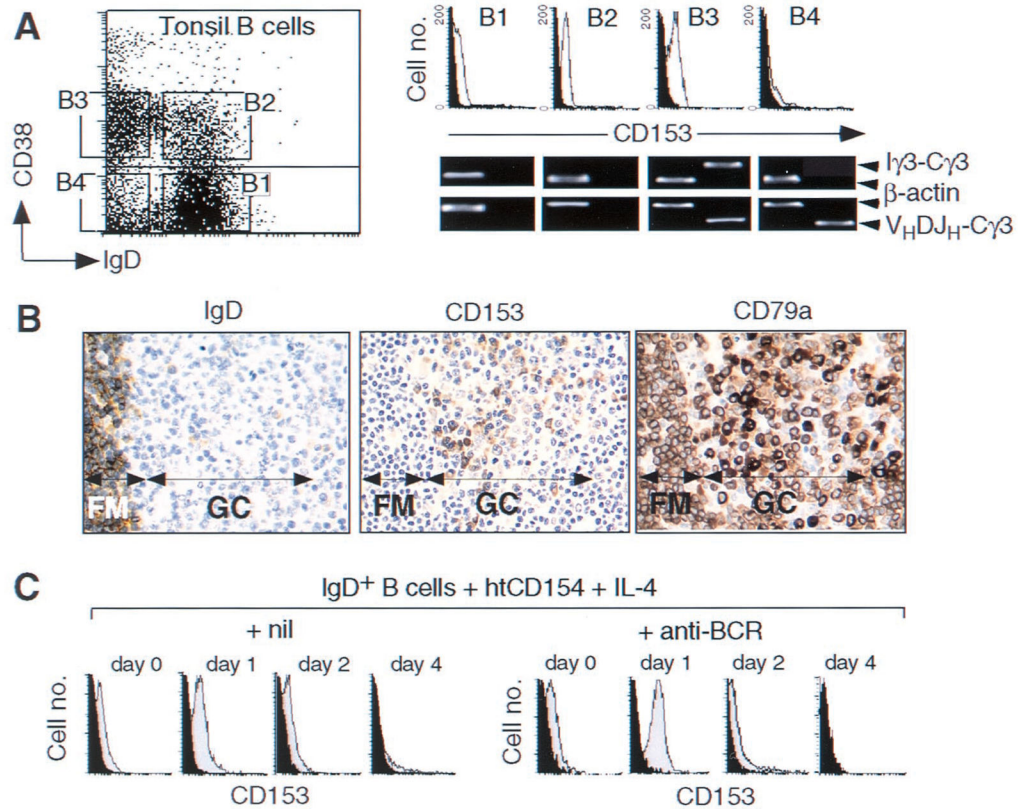 A
Tonsil B cells
B3
B2
B4
B1
CD38
IgD
Cell no.
200
B1
0
200
B2
0
200
B3
0
200
B4
0
CD153
Iγ3-Cγ3
β-actin
VHDJH-Cγ3
B
IgD
CD153
CD79a
FM
GC
FM
GC
FM
GC
C
IgD+ B cells + htCD154 + IL-4
+ nil
+ anti-BCR
day 0
day 1
day 2
day 4
day 0
day 1
day 2
day 4
Cell no.
Cell no.
CD153
CD153